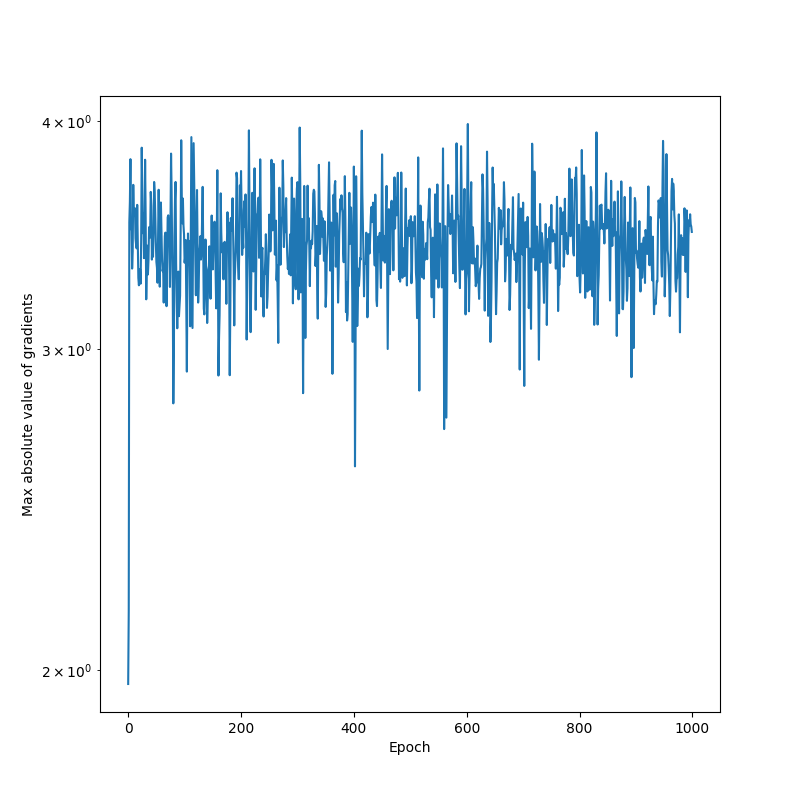 Max absolute value of gradients
4 × 10⁰
3 × 10⁰
2 × 10⁰
0 200 400 600 800 1000
Epoch